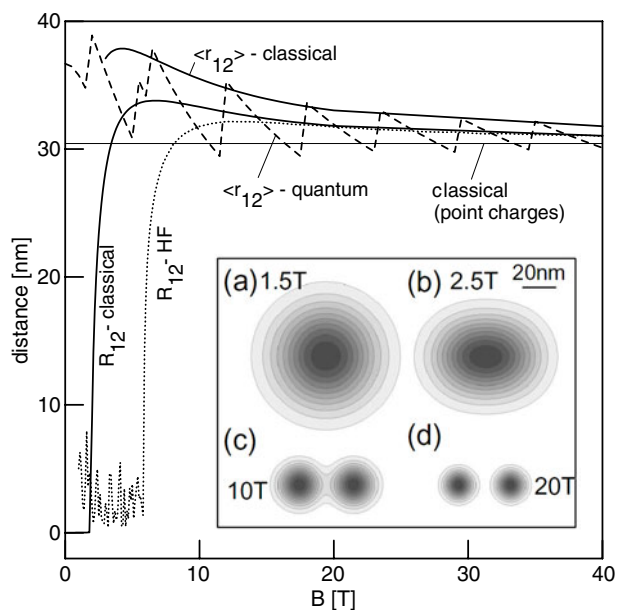 40
<r12> - classical
30
<r12> - quantum
classical
(point charges)
distance [nm]
R12- classical
R12- HF
20
(a) 1.5T
(b) 2.5T
20nm
10
(c)
(d)
10T
20T
0
0
10
20
30
40
B [T]